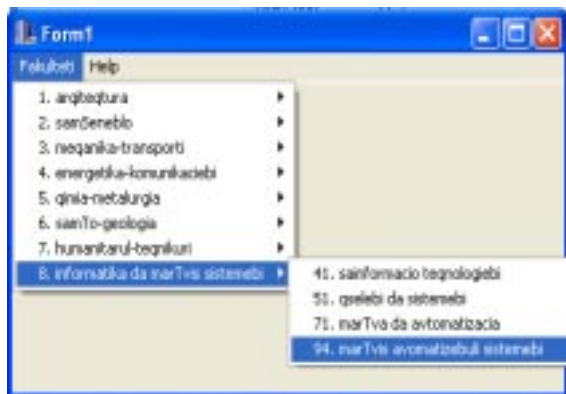 Form1
Fakulteti Help
1. arqiteqtura
2. samSeneblo
3. meqanika-transporti
4. energetika-komunikaciebi
5. qimia-metalurgia
6. samTo-geologia
7. humanitarul-teqnikuri
8. informatika da marTvis sistemebi
41. sainformacio teqnologiebi
51. qselebi da sistemebi
71. marTva da avtomatizacia
94. marTvis avomatizebuli sistemebi